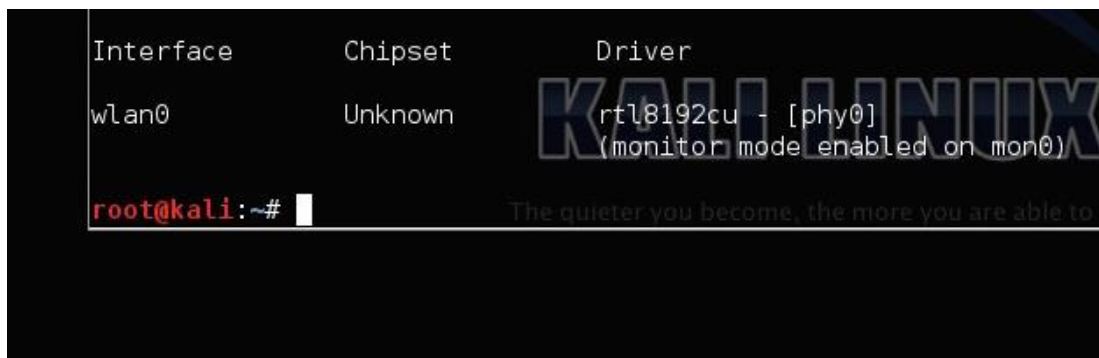 Interface Chipset Driver
wlan0 Unknown rtl8192cu - [phy0]
(monitor mode enabled on mon0)
KALI LINUX
root@kali:~#
The quieter you become, the more you are able to